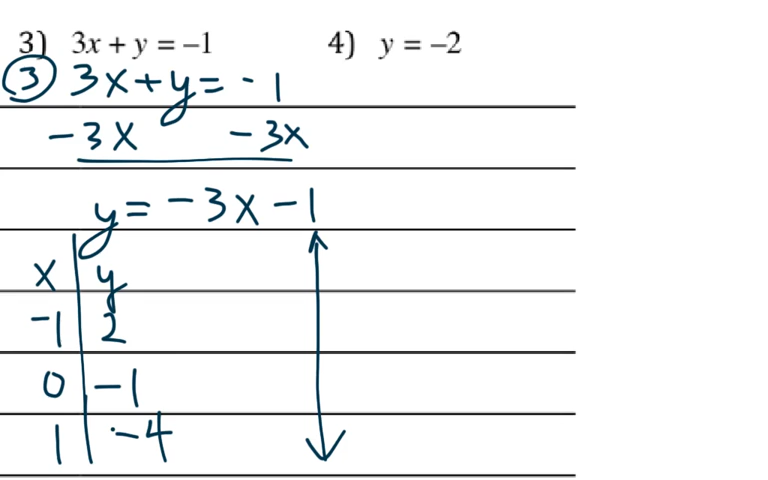 3) 3x + y = –1 4) y = –2
③ 3x+y= -1
-3x -3x
y= -3x -1
x y
-1 2
0 -1
1 -4